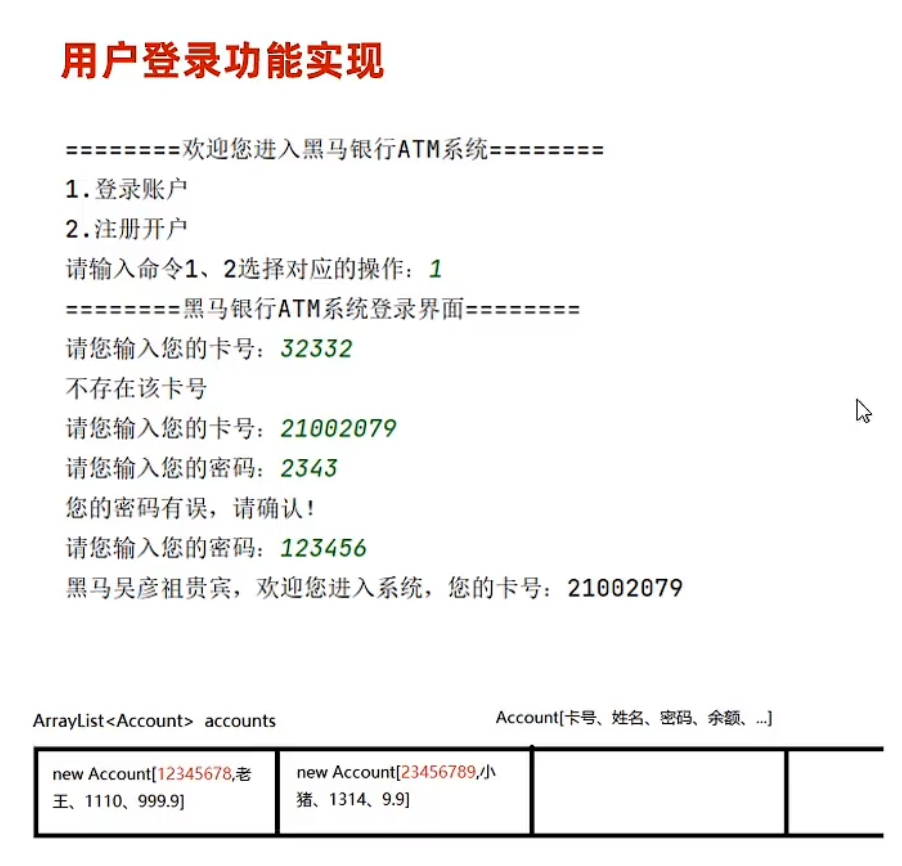 用户登录功能实现
========欢迎您进入黑马银行ATM系统========
1.登录账户
2.注册开户
请输入命令1、2选择对应的操作：1
========黑马银行ATM系统登录界面========
请您输入您的卡号：32332
不存在该卡号
请您输入您的卡号：21002079
请您输入您的密码：2343
您的密码有误，请确认！
请您输入您的密码：123456
黑马吴彦祖贵宾，欢迎您进入系统，您的卡号：21002079
ArrayList<Account> accounts
Account[卡号、姓名、密码、余额、...]
new Account[12345678,老
王、1110、999.9]
new Account[23456789,小
猪、1314、9.9]